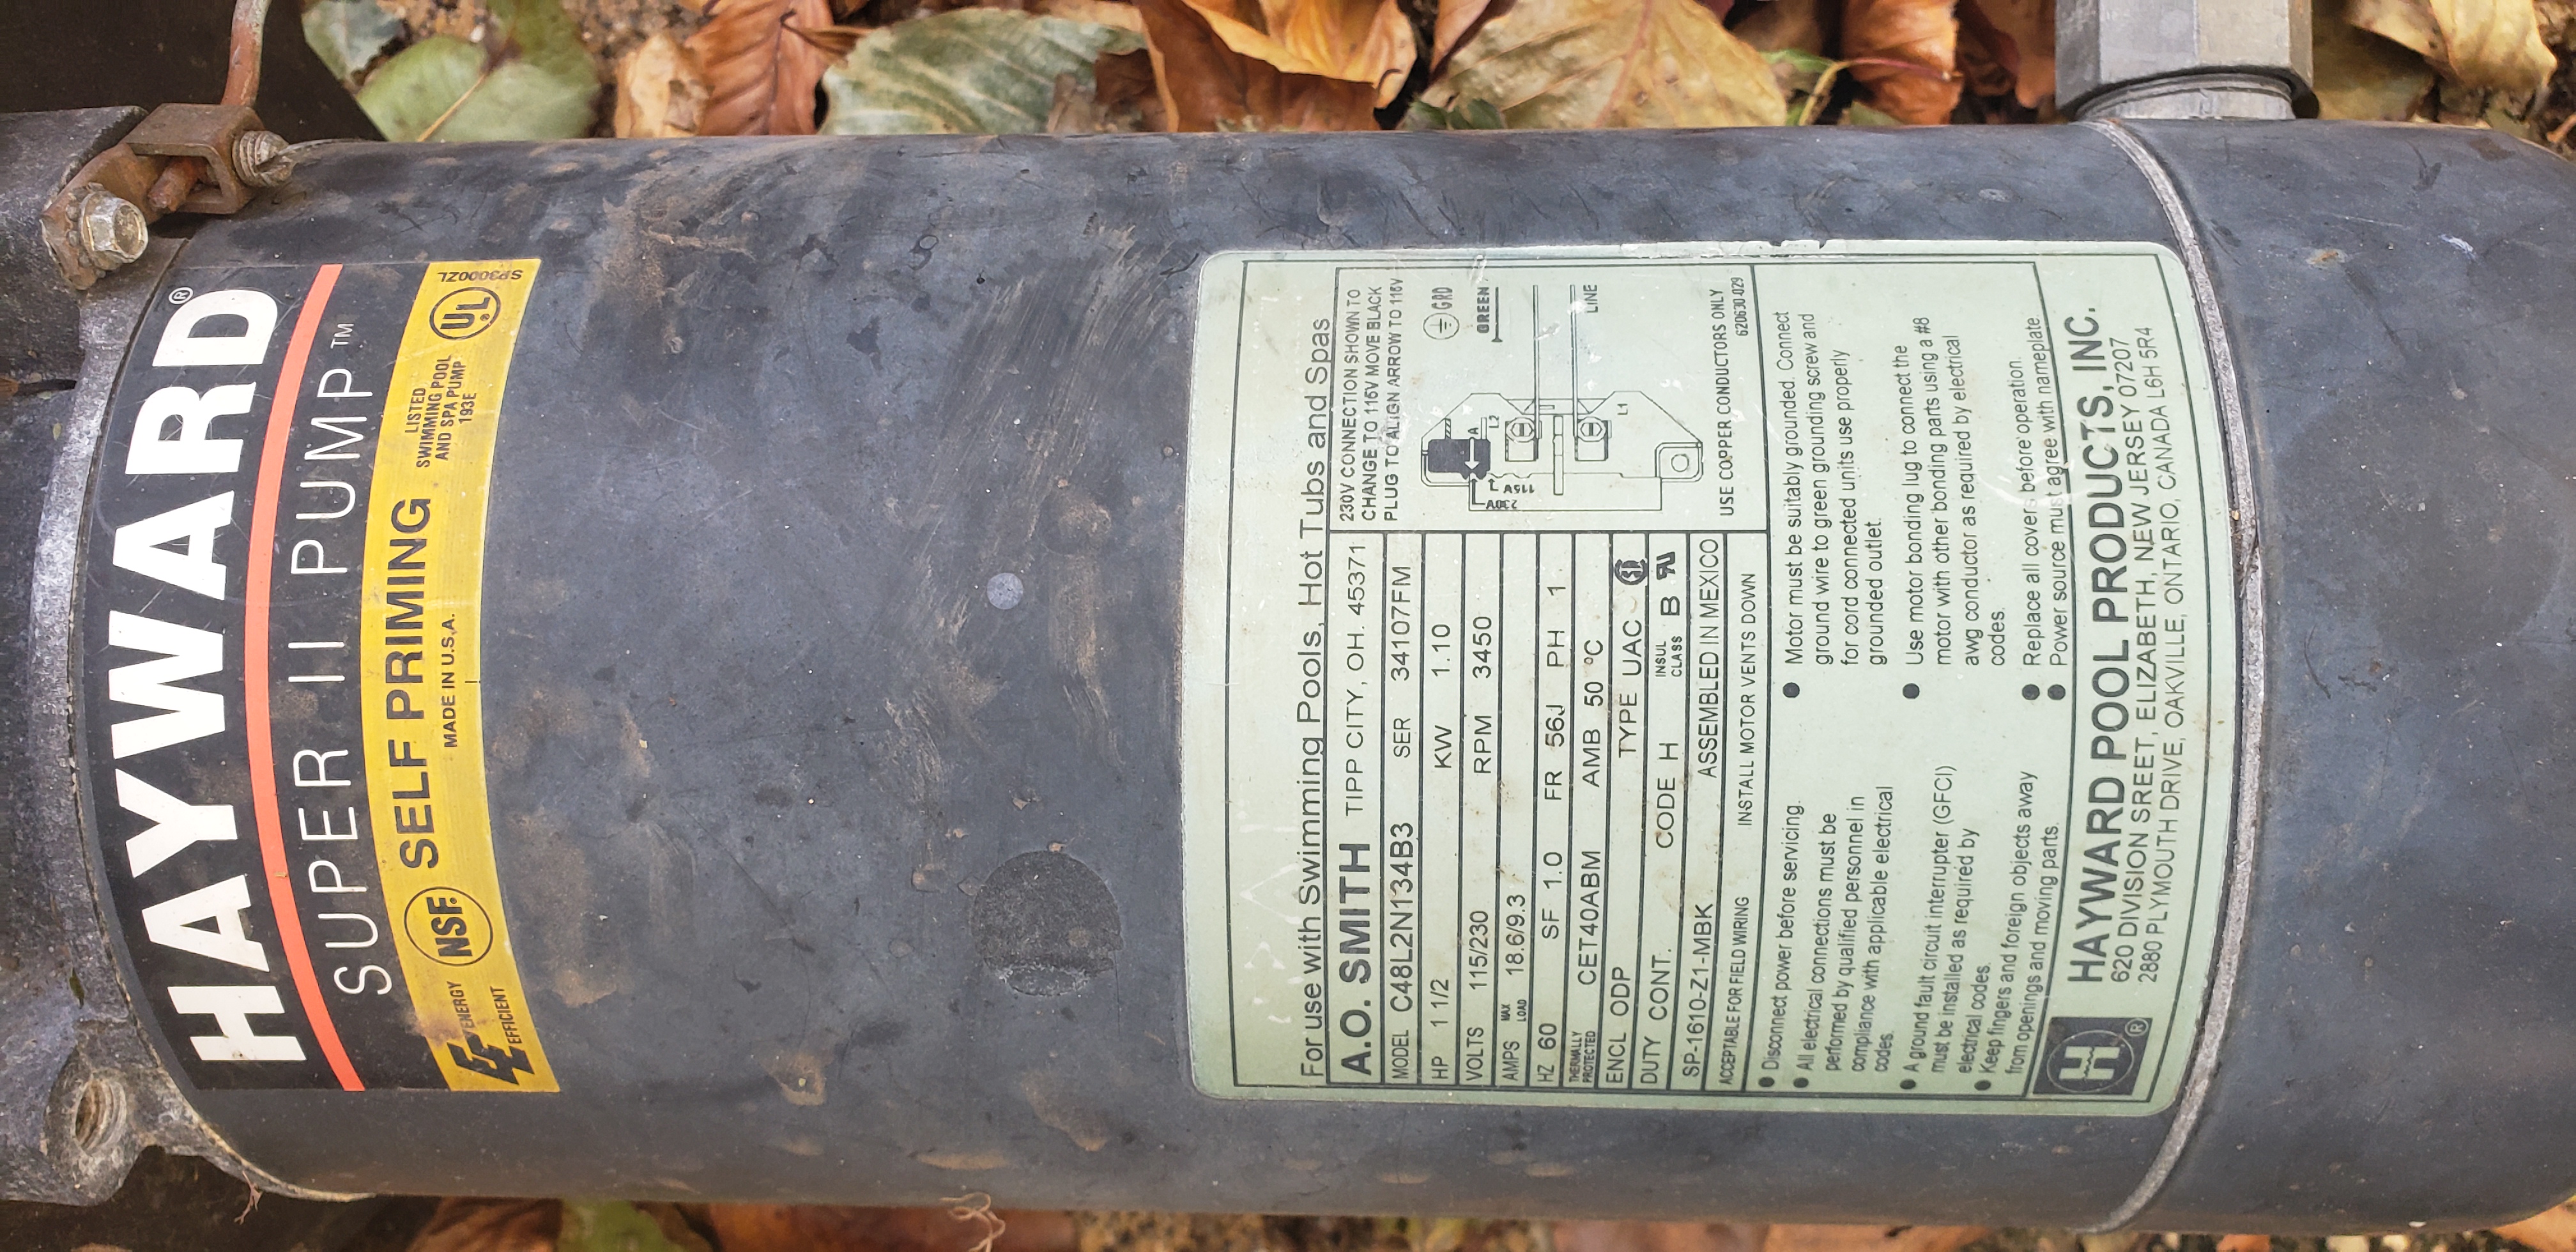 HAYWARD®
SUPER II PUMP™
EE ENERGY EFFICIENT
NSF®
SELF PRIMING
MADE IN U.S.A.
LISTED
SWIMMING POOL
AND SPA PUMP
193E
UL
SP3000ZL
For use with Swimming Pools, Hot Tubs and Spas
A.O. SMITH TIPP CITY, OH. 45371
MODEL C48L2N134B3 SER 34107FM
HP 1 1/2 KW 1.10
VOLTS 115/230 RPM 3450
AMPS MAX LOAD 18.6/9.3
HZ 60 SF 1.0 FR 56J PH 1
THERMALLY PROTECTED CET40ABM AMB 50 °C
ENCL ODP TYPE UAC
DUTY CONT. CODE H INSUL CLASS B
SP-1610-Z1-MBK ASSEMBLED IN MEXICO
ACCEPTABLE FOR FIELD WIRING INSTALL MOTOR VENTS DOWN
230V CONNECTION SHOWN TO
CHANGE TO 115V MOVE BLACK
PLUG TO ALIGN ARROW TO 115V
GRD
GREEN
A
L2
115V
230V
LINE
L1
USE COPPER CONDUCTORS ONLY
620630-029
● Disconnect power before servicing.
● All electrical connections must be
performed by qualified personnel in
compliance with applicable electrical
codes.
● A ground fault circuit interrupter (GFCI)
must be installed as required by
electrical codes.
● Keep fingers and foreign objects away
from openings and moving parts.
● Motor must be suitably grounded. Connect
ground wire to green grounding screw and
for cord connected units use properly
grounded outlet.
● Use motor bonding lug to connect the
motor with other bonding parts using a #8
awg conductor as required by electrical
codes.
● Replace all covers before operation.
● Power source must agree with nameplate
H®
HAYWARD POOL PRODUCTS, INC.
620 DIVISION SREET, ELIZABETH, NEW JERSEY 07207
2880 PLYMOUTH DRIVE, OAKVILLE, ONTARIO, CANADA L6H 5R4